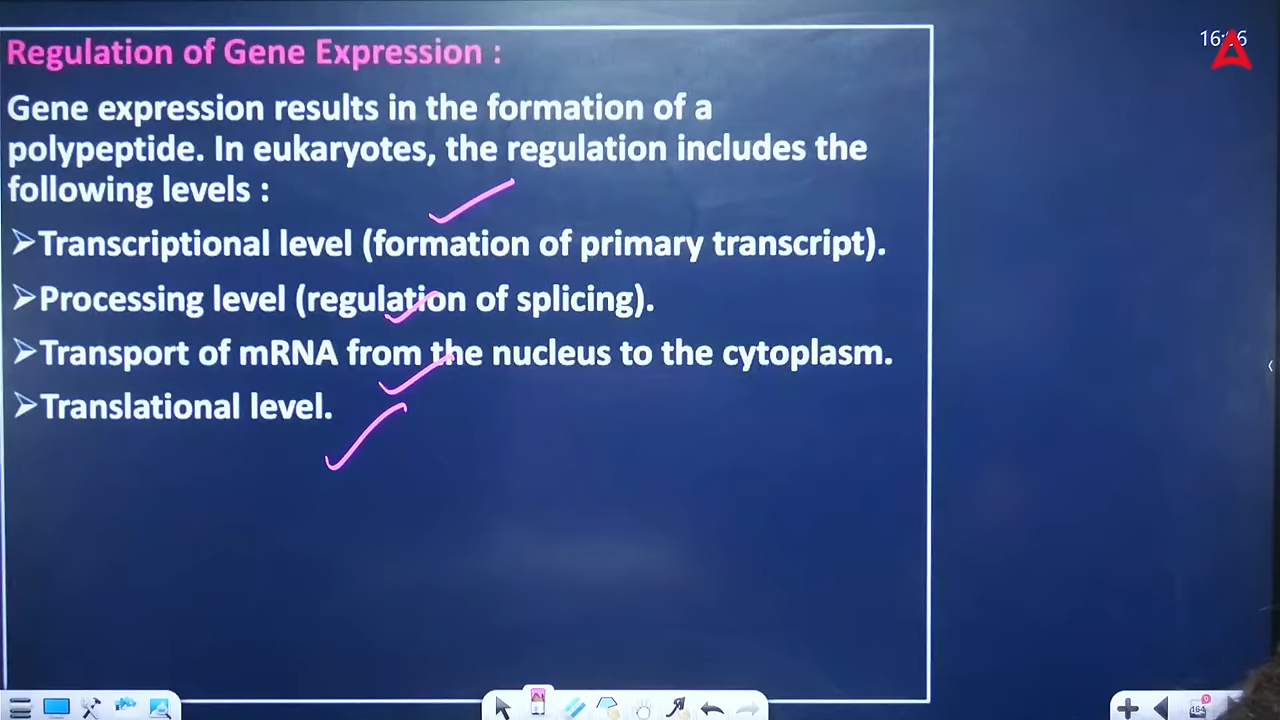 Regulation of Gene Expression :
Gene expression results in the formation of a
polypeptide. In eukaryotes, the regulation includes the
following levels :
➢Transcriptional level (formation of primary transcript).
➢Processing level (regulation of splicing).
➢Transport of mRNA from the nucleus to the cytoplasm.
➢Translational level.
164